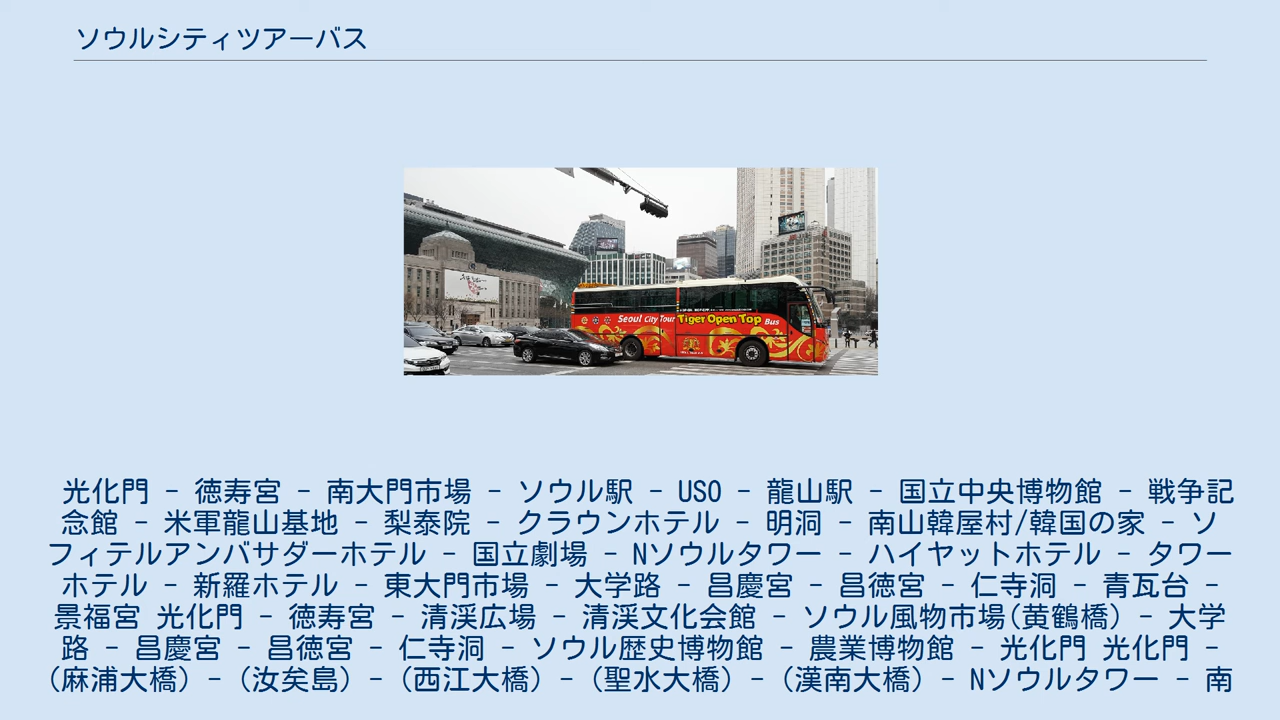 ソウルシティツアーバス
Seoul City Tour Tiger Open Top Bus
光化門 - 徳寿宮 - 南大門市場 - ソウル駅 - USO - 龍山駅 - 国立中央博物館 - 戦争記
念館 - 米軍龍山基地 - 梨泰院 - クラウンホテル - 明洞 - 南山韓屋村/韓国の家 - ソ
フィテルアンバサダーホテル - 国立劇場 - Nソウルタワー - ハイヤットホテル - タワー
ホテル - 新羅ホテル - 東大門市場 - 大学路 - 昌慶宮 - 昌徳宮 - 仁寺洞 - 青瓦台 -
景福宮 光化門 - 徳寿宮 - 清渓広場 - 清渓文化会館 - ソウル風物市場(黄鶴橋) - 大学
路 - 昌慶宮 - 昌徳宮 - 仁寺洞 - ソウル歴史博物館 - 農業博物館 - 光化門 光化門 -
(麻浦大橋) - (汝矣島) - (西江大橋) - (聖水大橋) - (漢南大橋) - Nソウルタワー - 南